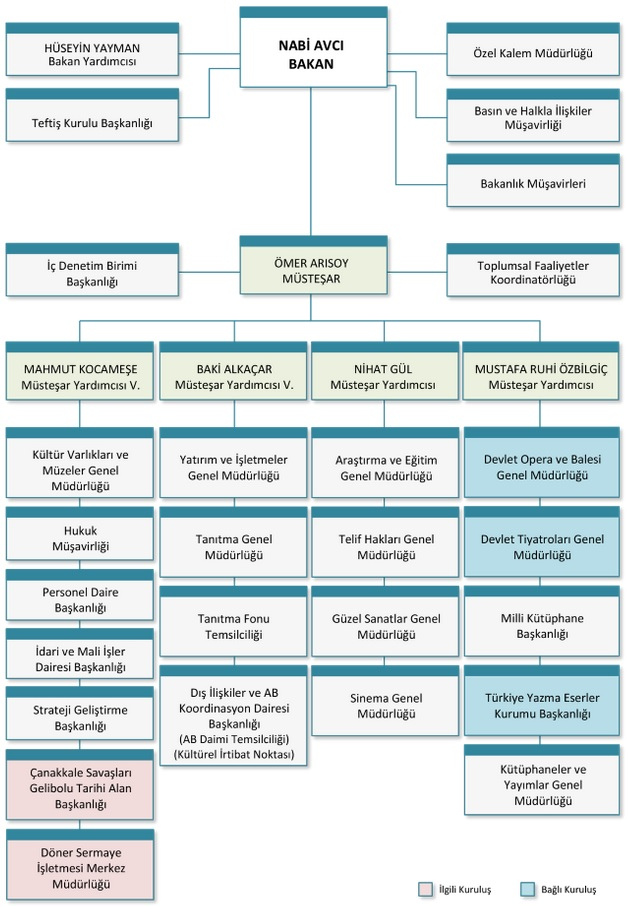 HÜSEYİN YAYMAN
Bakan Yardımcısı
NABİ AVCI
BAKAN
Özel Kalem Müdürlüğü
Teftiş Kurulu Başkanlığı
Basın ve Halkla İlişkiler
Müşavirliği
Bakanlık Müşavirleri
İç Denetim Birimi
Başkanlığı
ÖMER ARISOY
MÜSTEŞAR
Toplumsal Faaliyetler
Koordinatörlüğü
MAHMUT KOCAMEŞE
Müsteşar Yardımcısı V.
BAKİ ALKAÇAR
Müsteşar Yardımcısı V.
NİHAT GÜL
Müsteşar Yardımcısı
MUSTAFA RUHİ ÖZBİLGİÇ
Müsteşar Yardımcısı
Kültür Varlıkları ve
Müzeler Genel
Müdürlüğü
Hukuk
Müşavirliği
Personel Daire
Başkanlığı
İdari ve Mali İşler
Dairesi Başkanlığı
Strateji Geliştirme
Başkanlığı
Çanakkale Savaşları
Gelibolu Tarihi Alan
Başkanlığı
Döner Sermaye
İşletmesi Merkez
Müdürlüğü
Yatırım ve İşletmeler
Genel Müdürlüğü
Tanıtma Genel
Müdürlüğü
Tanıtma Fonu
Temsilciliği
Dış İlişkiler ve AB
Koordinasyon Dairesi
Başkanlığı
(AB Daimi Temsilciliği)
(Kültürel İrtibat Noktası)
Araştırma ve Eğitim
Genel Müdürlüğü
Telif Hakları Genel
Müdürlüğü
Güzel Sanatlar Genel
Müdürlüğü
Sinema Genel
Müdürlüğü
Devlet Opera ve Balesi
Genel Müdürlüğü
Devlet Tiyatroları Genel
Müdürlüğü
Milli Kütüphane
Başkanlığı
Türkiye Yazma Eserler
Kurumu Başkanlığı
Kütüphaneler ve
Yayımlar Genel
Müdürlüğü
İlgili Kuruluş
Bağlı Kuruluş